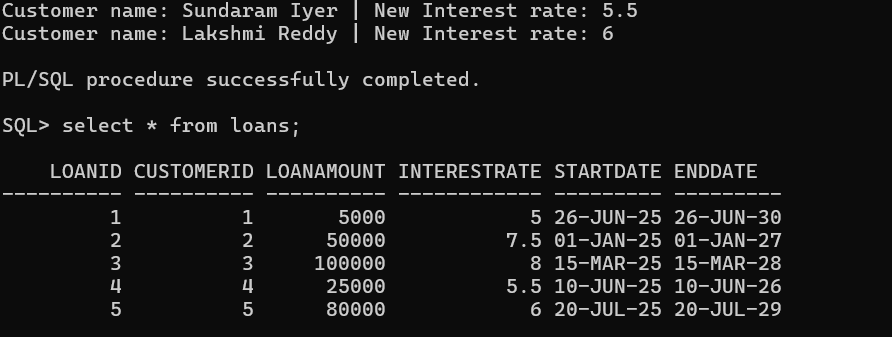 Customer name: Sundaram Iyer | New Interest rate: 5.5
Customer name: Lakshmi Reddy | New Interest rate: 6
PL/SQL procedure successfully completed.
SQL> select * from loans;
    LOANID CUSTOMERID LOANAMOUNT INTERESTRATE STARTDATE ENDDATE
---------- ---------- ---------- ------------ --------- ---------
         1          1       5000            5 26-JUN-25 26-JUN-30
         2          2      50000          7.5 01-JAN-25 01-JAN-27
         3          3     100000            8 15-MAR-25 15-MAR-28
         4          4      25000          5.5 10-JUN-25 10-JUN-26
         5          5      80000            6 20-JUL-25 20-JUL-29